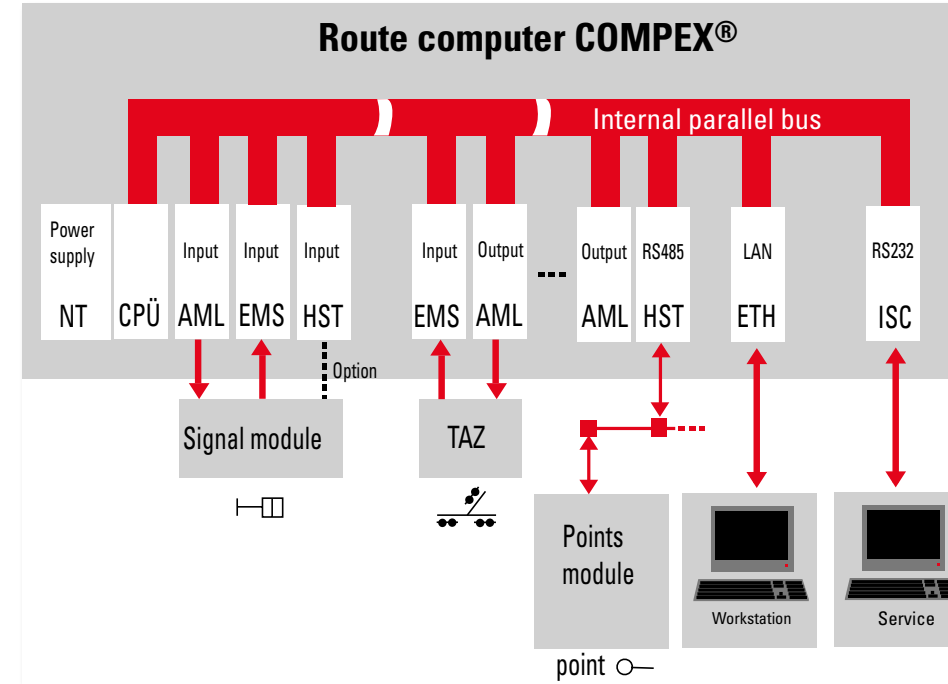 Route computer COMPEX®
Internal parallel bus
Power
supply
NT
CPÜ
Input
AML
Input
EMS
Input
HST
Input
EMS
Output
AML
Output
AML
RS485
HST
LAN
ETH
RS232
ISC
Option
Signal module
TAZ
Points
module
Workstation
Service
point